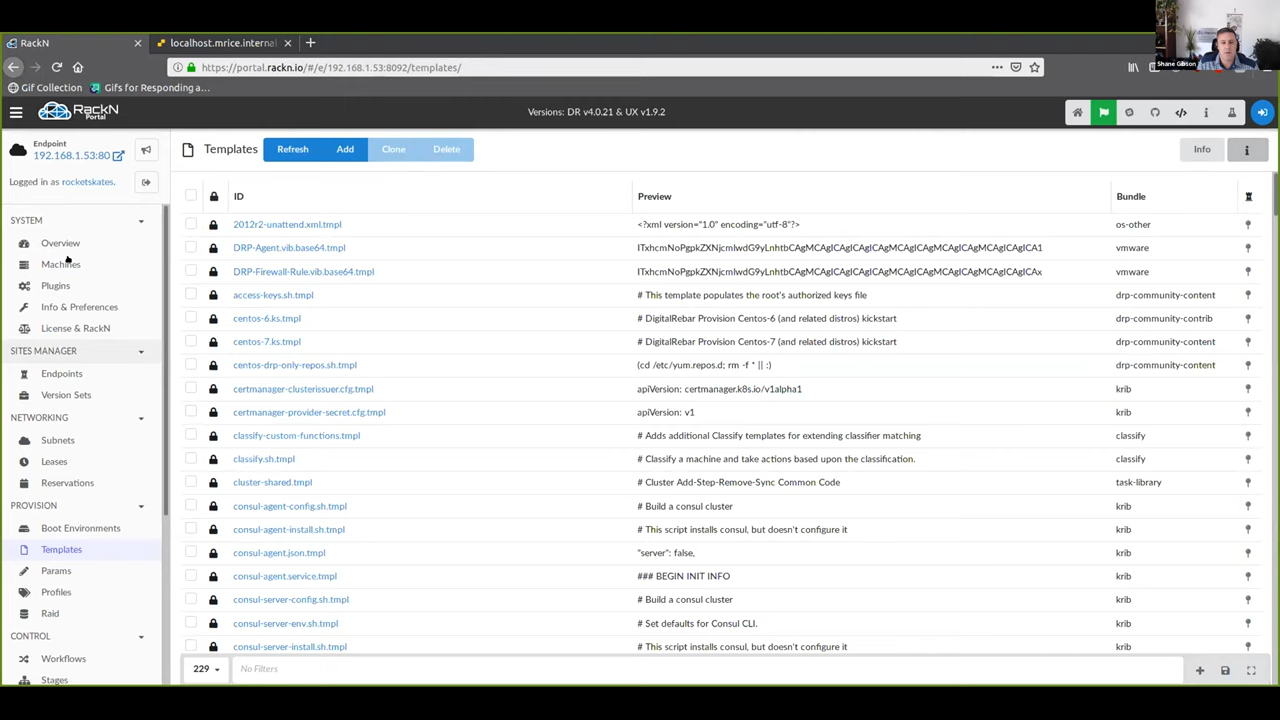 RackN
localhost.mrice.internal
https://portal.rackn.io/#/e/192.168.1.53:8092/templates/
Shane Gibson
Gif Collection
Gifs for Responding a…
RackN
Portal
Versions: DR v4.0.21 & UX v1.9.2
Endpoint
192.168.1.53:80
Logged in as rocketskates.
Templates
Refresh
Add
Clone
Delete
Info
SYSTEM
Overview
Machines
Plugins
Info & Preferences
License & RackN
SITES MANAGER
Endpoints
Version Sets
NETWORKING
Subnets
Leases
Reservations
PROVISION
Boot Environments
Templates
Params
Profiles
Raid
CONTROL
Workflows
Stages
ID Preview Bundle
2012r2-unattend.xml.tmpl <?xml version="1.0" encoding="utf-8"?> os-other
DRP-Agent.vib.base64.tmpl vmware
DRP-Firewall-Rule.vib.base64.tmpl vmware
access-keys.sh.tmpl # This template populates the root's authorized keys file drp-community-content
centos-6.ks.tmpl # DigitalRebar Provision Centos-6 (and related distros) kickstart drp-community-contrib
centos-7.ks.tmpl # DigitalRebar Provision Centos-7 (and related distros) kickstart drp-community-content
centos-drp-only-repos.sh.tmpl (cd /etc/yum.repos.d; rm -f * || :) drp-community-content
certmanager-clusterissuer.cfg.tmpl apiVersion: certmanager.k8s.io/v1alpha1 krib
certmanager-provider-secret.cfg.tmpl apiVersion: v1 krib
classify-custom-functions.tmpl # Adds additional Classify templates for extending classifier matching classify
classify.sh.tmpl # Classify a machine and take actions based upon the classification. classify
cluster-shared.tmpl # Cluster Add-Step-Remove-Sync Common Code task-library
consul-agent-config.sh.tmpl # Build a consul cluster krib
consul-agent-install.sh.tmpl # This script installs consul, but doesn't configure it krib
consul-agent.json.tmpl "server": false, krib
consul-agent.service.tmpl ### BEGIN INIT INFO krib
consul-server-config.sh.tmpl # Build a consul cluster krib
consul-server-env.sh.tmpl # Set defaults for Consul CLI. krib
consul-server-install.sh.tmpl # This script installs consul, but doesn't configure it krib
229
No Filters